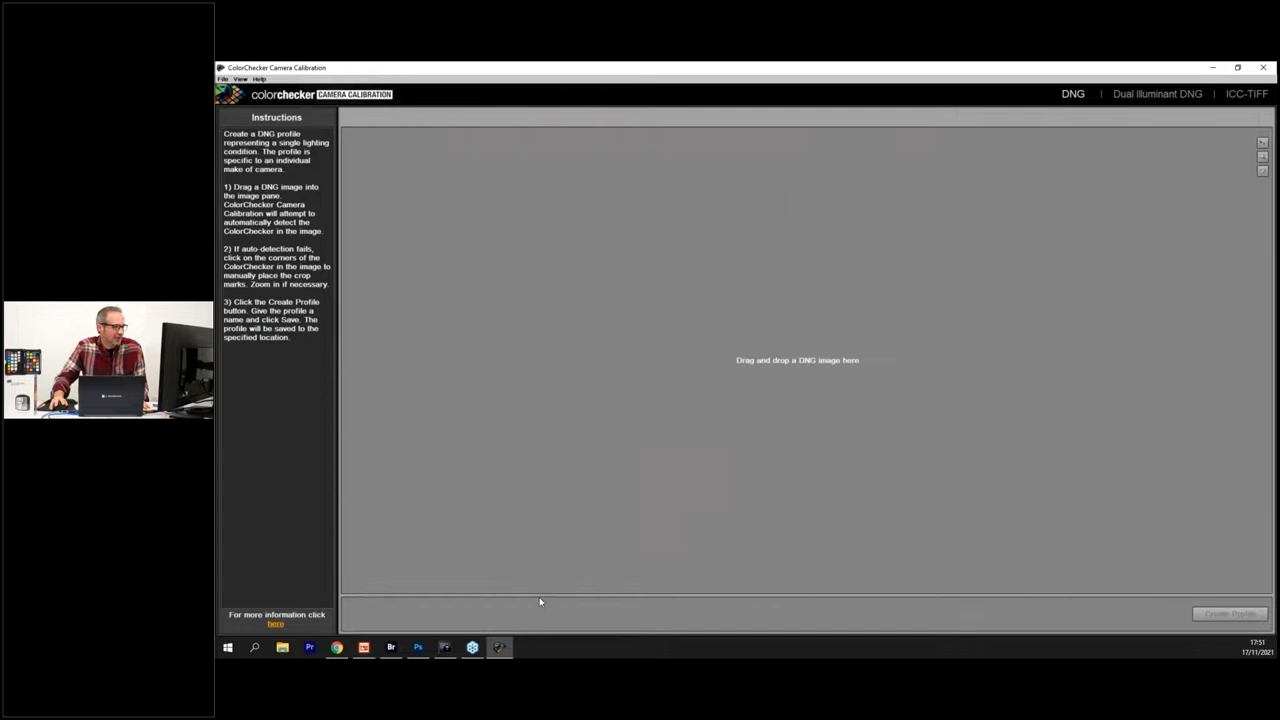 ColorChecker Camera Calibration
File View Help
colorchecker CAMERA CALIBRATION
DNG | Dual Illuminant DNG | ICC-TIFF
Instructions
Create a DNG profile
representing a single lighting
condition. The profile is
specific to an individual
make of camera.
1) Drag a DNG image into
the image pane.
ColorChecker Camera
Calibration will attempt to
automatically detect the
ColorChecker in the image.
2) If auto-detection fails,
click on the corners of the
ColorChecker in the image to
manually place the crop
marks. Zoom in if necessary.
3) Click the Create Profile
button. Give the profile a
name and click Save. The
profile will be saved to the
specified location.
Drag and drop a DNG image here
For more information click
here
Create Profile
Pr
Br
Ps
17:51
17/11/2021